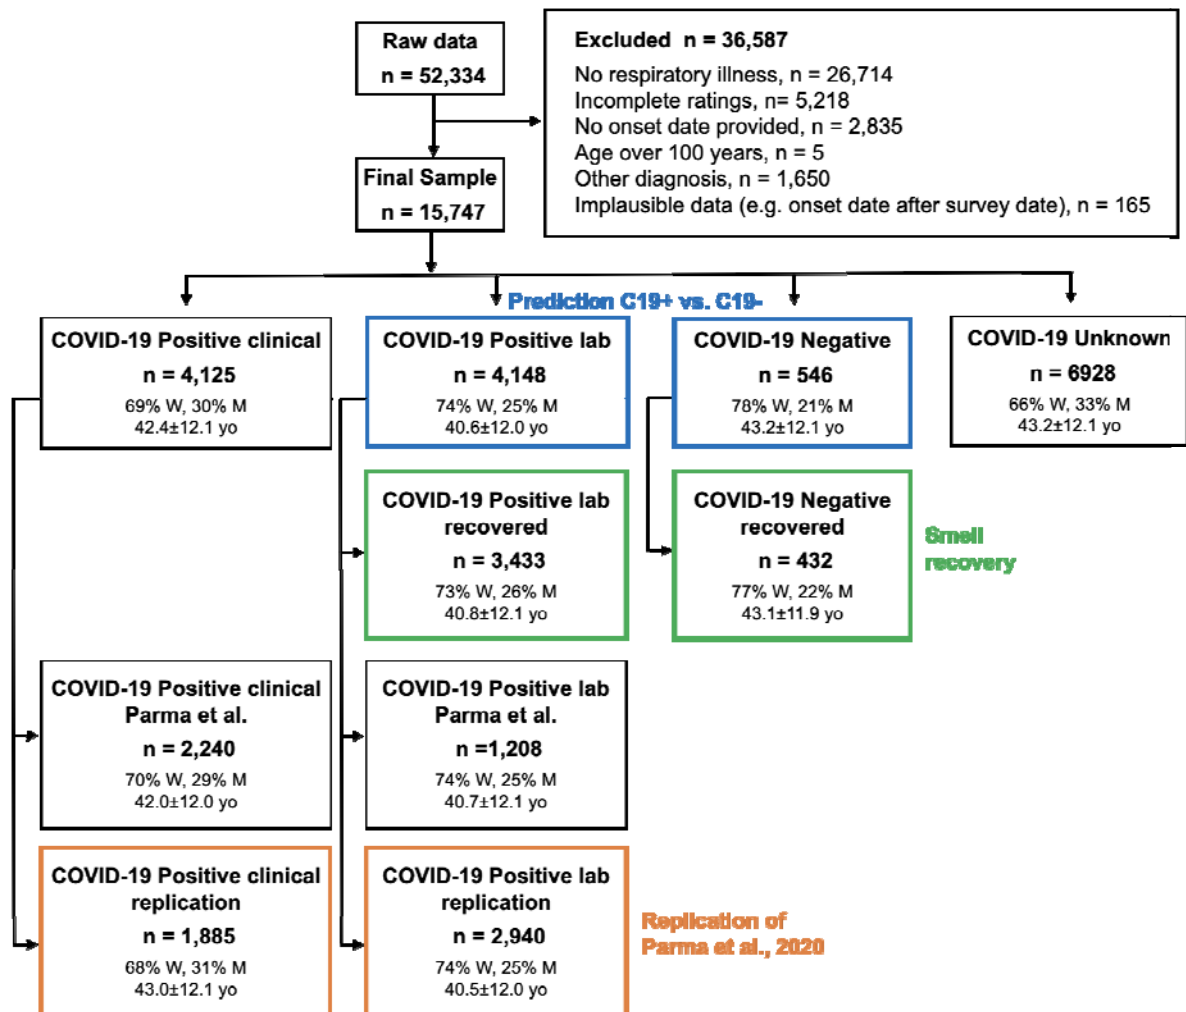 Raw data
n = 52,334
Excluded n = 36,587
No respiratory illness, n = 26,714
Incomplete ratings, n= 5,218
No onset date provided, n = 2,835
Age over 100 years, n = 5
Other diagnosis, n = 1,650
Implausible data (e.g. onset date after survey date), n = 165
Final Sample
n = 15,747
Prediction C19+ vs. C19-
COVID-19 Positive clinical
n = 4,125
69% W, 30% M
42.4±12.1 yo
COVID-19 Positive lab
n = 4,148
74% W, 25% M
40.6±12.0 yo
COVID-19 Negative
n = 546
78% W, 21% M
43.2±12.1 yo
COVID-19 Unknown
n = 6928
66% W, 33% M
43.2±12.1 yo
COVID-19 Positive lab
recovered
n = 3,433
73% W, 26% M
40.8±12.1 yo
COVID-19 Negative
recovered
n = 432
77% W, 22% M
43.1±11.9 yo
Smell
recovery
COVID-19 Positive clinical
Parma et al.
n = 2,240
70% W, 29% M
42.0±12.0 yo
COVID-19 Positive lab
Parma et al.
n =1,208
74% W, 25% M
40.7±12.1 yo
COVID-19 Positive clinical
replication
n = 1,885
68% W, 31% M
43.0±12.1 yo
COVID-19 Positive lab
replication
n = 2,940
74% W, 25% M
40.5±12.0 yo
Replication of
Parma et al., 2020